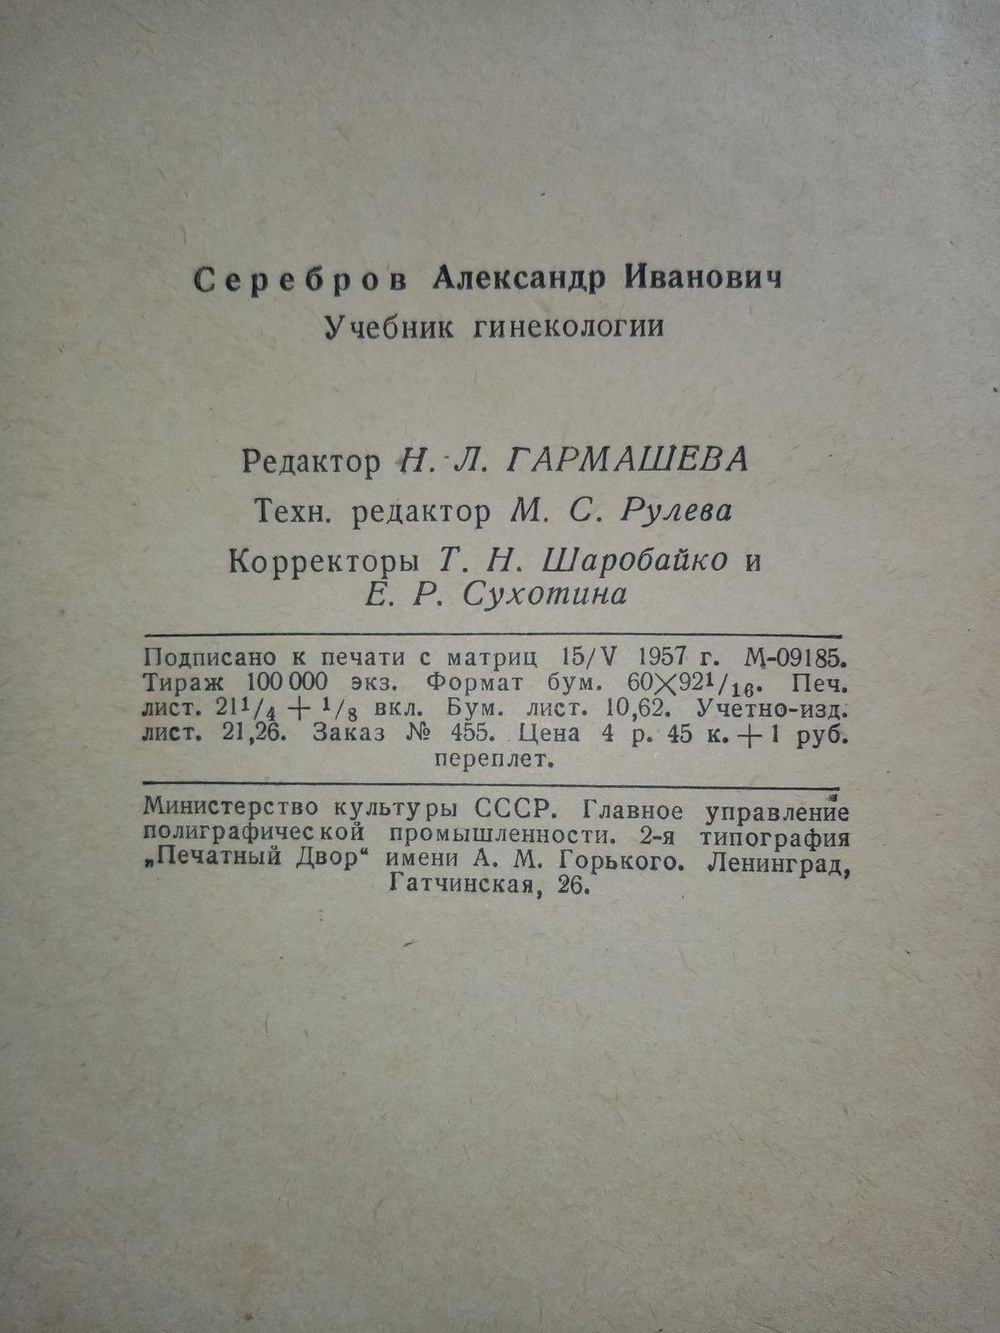 Серебров Александр Иванович
Учебник гинекологии
Редактор Н. Л. ГАРМАШЕВА
Техн. редактор М. С. Рулева
Корректоры Т. Н. Шаробайко и
Е. Р. Сухотина
Подписано к печати с матриц 15/V 1957 г. М-09185.
Тираж 100 000 экз. Формат бум. 60×92¹/₁₆. Печ.
лист. 21¹/₄ + ¹/₈ вкл. Бум. лист. 10,62. Учетно-изд.
лист. 21,26. Заказ № 455. Цена 4 р. 45 к. + 1 руб.
переплет.
Министерство культуры СССР. Главное управление
полиграфической промышленности. 2-я типография
„Печатный Двор“ имени А. М. Горького. Ленинград,
Гатчинская, 26.